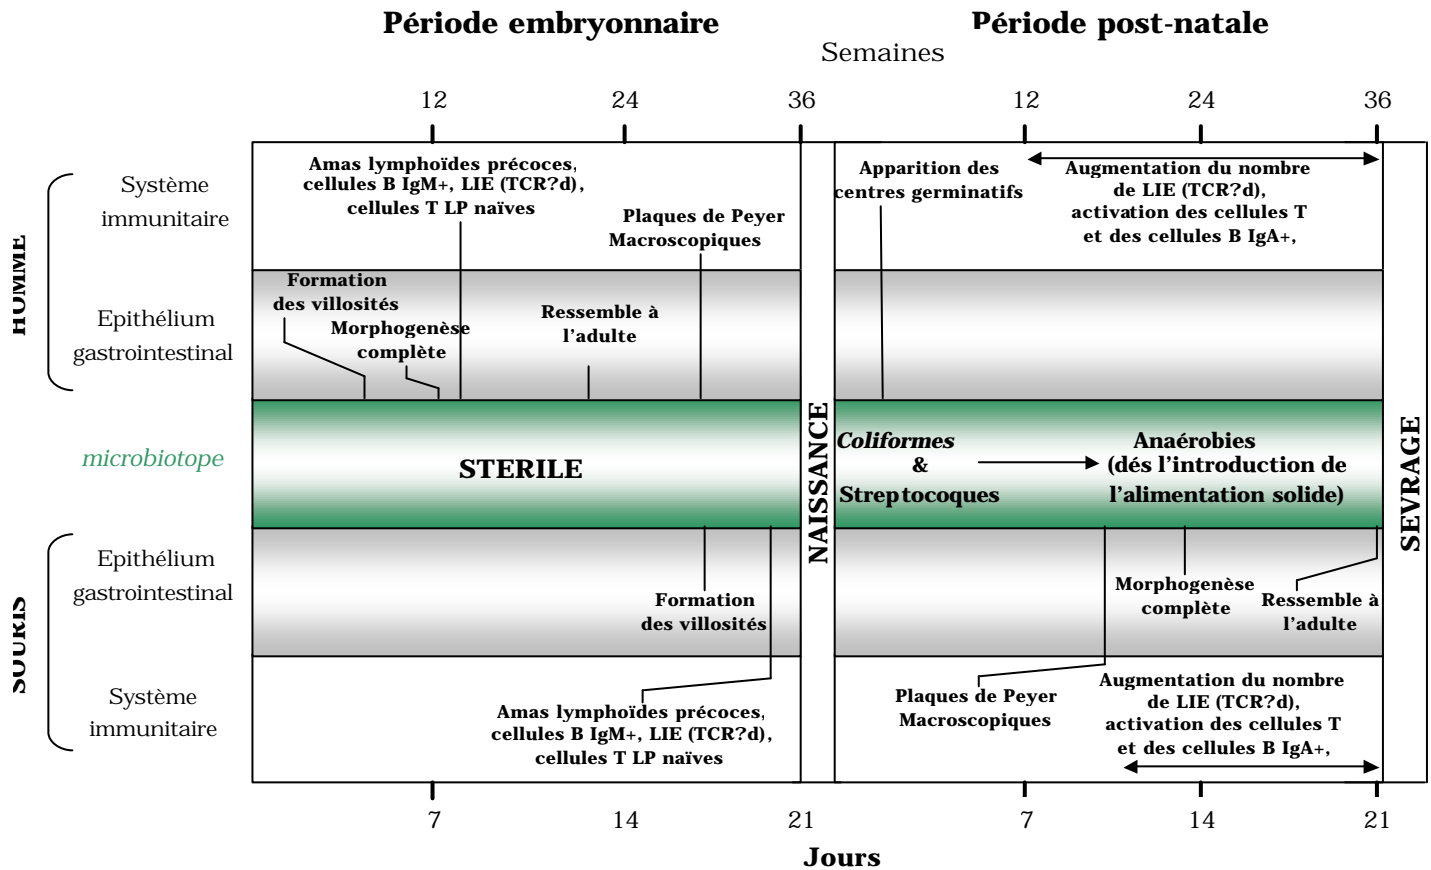 Période embryonnaire
Période post-natale
Semaines
12
24
36
12
24
36
HOMME
Système
immunitaire
Amas lymphoïdes précoces,
cellules B IgM+, LIE (TCR?d),
cellules T LP naïves
Plaques de Peyer
Macroscopiques
Apparition des
centres germinatifs
Augmentation du nombre
de LIE (TCR?d),
activation des cellules T
et des cellules B IgA+,
Epithélium
gastrointestinal
Formation
des villosités
Morphogenèse
complète
Ressemble à
l'adulte
microbiotope
STERILE
NAISSANCE
Coliformes
&
Streptocoques
Anaérobies
(dés l'introduction de
l'alimentation solide)
SEVRAGE
SOURIS
Epithélium
gastrointestinal
Formation
des villosités
Morphogenèse
complète
Ressemble à
l'adulte
Système
immunitaire
Amas lymphoïdes précoces,
cellules B IgM+, LIE (TCR?d),
cellules T LP naïves
Plaques de Peyer
Macroscopiques
Augmentation du nombre
de LIE (TCR?d),
activation des cellules T
et des cellules B IgA+,
7
14
21
7
14
21
Jours